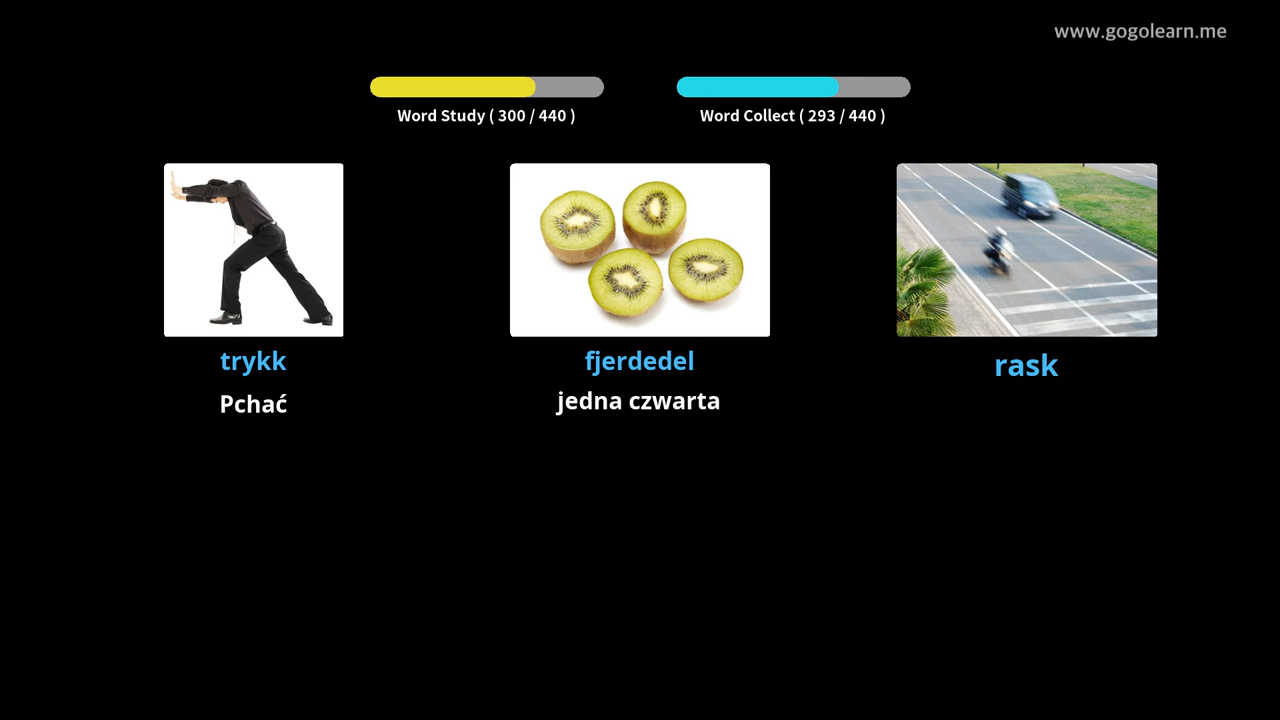 www.gogolearn.me
Word Study ( 300 / 440 )
Word Collect ( 293 / 440 )
trykk
Pchać
fjerdedel
jedna czwarta
rask